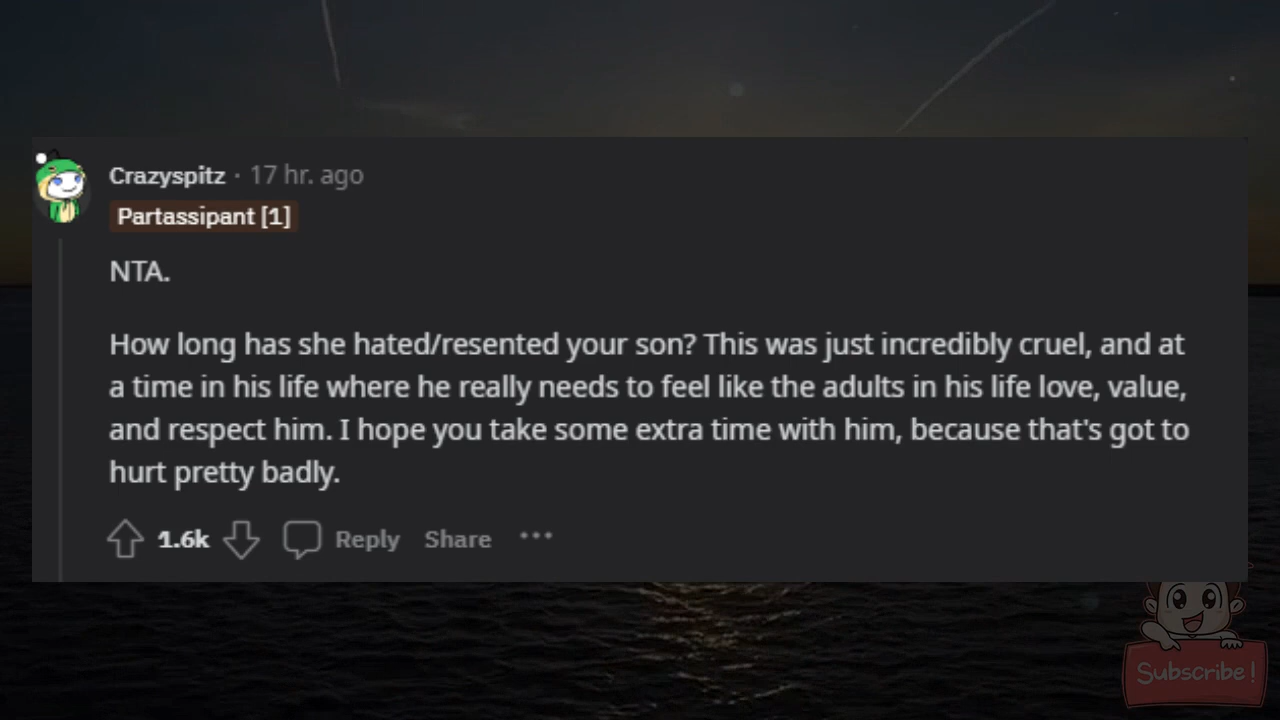 Crazyspitz · 17 hr. ago
Partassipant [1]
NTA.
How long has she hated/resented your son? This was just incredibly cruel, and at
a time in his life where he really needs to feel like the adults in his life love, value,
and respect him. I hope you take some extra time with him, because that's got to
hurt pretty badly.
1.6k Reply Share ···
Subscribe!